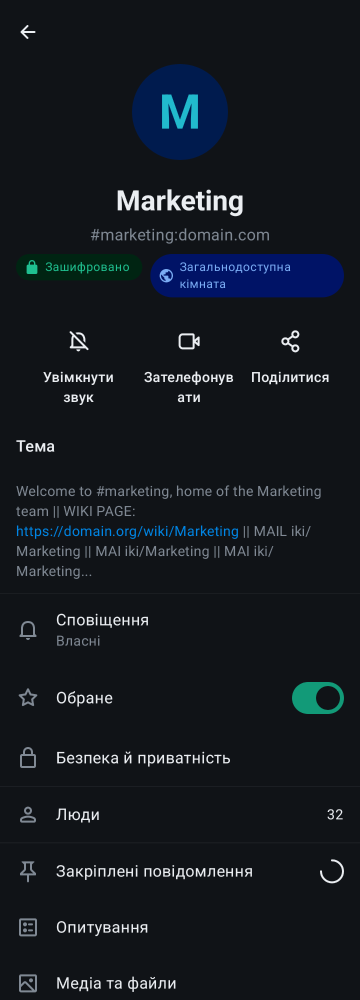 M
Marketing
#marketing:domain.com
Зашифровано
Загальнодоступна
кімната
Увімкнути
звук
Зателефонув
ати
Поділитися
Тема
Welcome to #marketing, home of the Marketing
team || WIKI PAGE:
https://domain.org/wiki/Marketing || MAIL iki/
Marketing || MAI iki/Marketing || MAI iki/
Marketing...
Сповіщення
Власні
Обране
Безпека й приватність
Люди
32
Закріплені повідомлення
Опитування
Медіа та файли